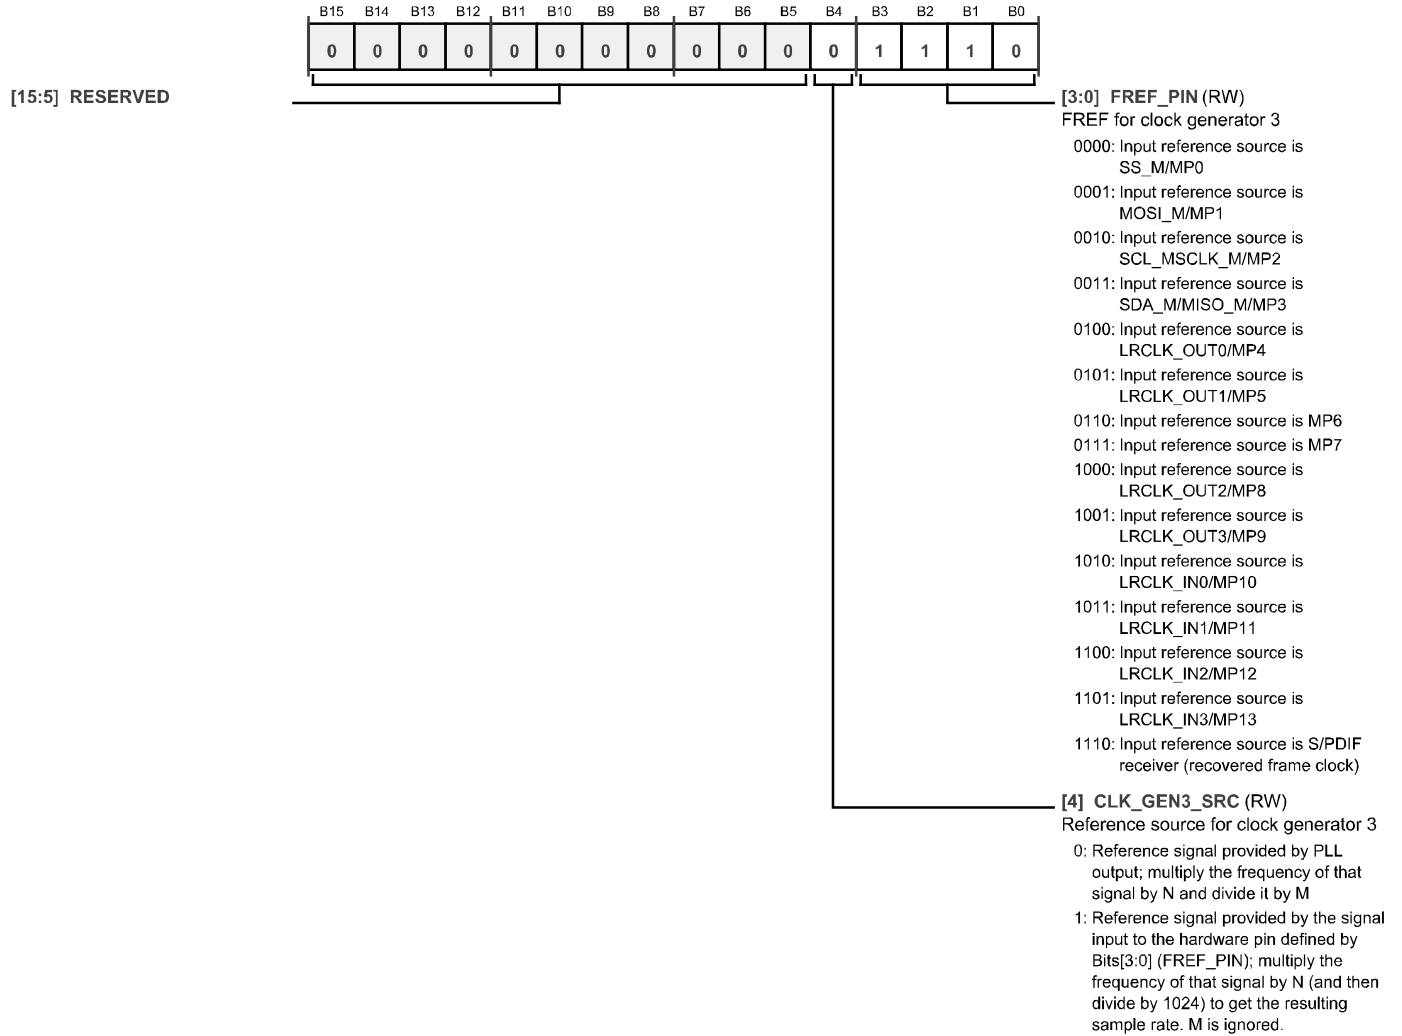 B15 B14 B13 B12 B11 B10 B9 B8 B7 B6 B5 B4 B3 B2 B1 B0
0 0 0 0 0 0 0 0 0 0 0 0 1 1 1 0
[15:5] RESERVED
[3:0] FREF_PIN (RW)
FREF for clock generator 3
0000: Input reference source is
SS_M/MP0
0001: Input reference source is
MOSI_M/MP1
0010: Input reference source is
SCL_MSCLK_M/MP2
0011: Input reference source is
SDA_M/MISO_M/MP3
0100: Input reference source is
LRCLK_OUT0/MP4
0101: Input reference source is
LRCLK_OUT1/MP5
0110: Input reference source is MP6
0111: Input reference source is MP7
1000: Input reference source is
LRCLK_OUT2/MP8
1001: Input reference source is
LRCLK_OUT3/MP9
1010: Input reference source is
LRCLK_IN0/MP10
1011: Input reference source is
LRCLK_IN1/MP11
1100: Input reference source is
LRCLK_IN2/MP12
1101: Input reference source is
LRCLK_IN3/MP13
1110: Input reference source is S/PDIF
receiver (recovered frame clock)
[4] CLK_GEN3_SRC (RW)
Reference source for clock generator 3
0: Reference signal provided by PLL
output; multiply the frequency of that
signal by N and divide it by M
1: Reference signal provided by the signal
input to the hardware pin defined by
Bits[3:0] (FREF_PIN); multiply the
frequency of that signal by N (and then
divide by 1024) to get the resulting
sample rate. M is ignored.